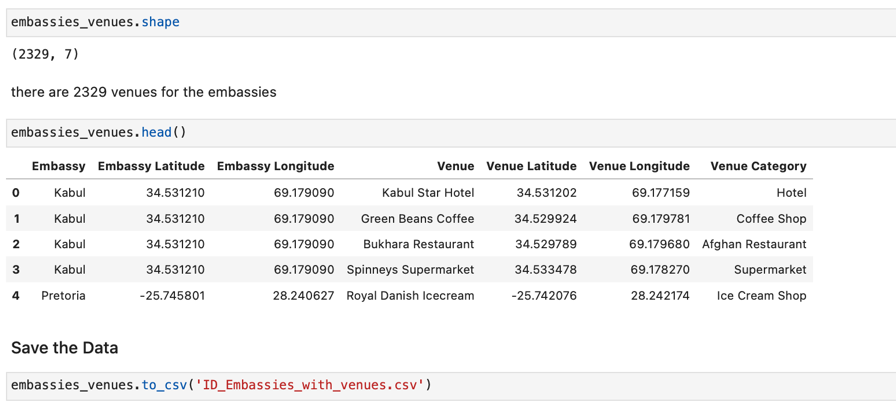 embassies_venues.shape
(2329, 7)
there are 2329 venues for the embassies
embassies_venues.head()
Embassy Embassy Latitude Embassy Longitude Venue Venue Latitude Venue Longitude Venue Category
0 Kabul 34.531210 69.179090 Kabul Star Hotel 34.531202 69.177159 Hotel
1 Kabul 34.531210 69.179090 Green Beans Coffee 34.529924 69.179781 Coffee Shop
2 Kabul 34.531210 69.179090 Bukhara Restaurant 34.529789 69.179680 Afghan Restaurant
3 Kabul 34.531210 69.179090 Spinneys Supermarket 34.533478 69.178270 Supermarket
4 Pretoria -25.745801 28.240627 Royal Danish Icecream -25.742076 28.242174 Ice Cream Shop
Save the Data
embassies_venues.to_csv('ID_Embassies_with_venues.csv')